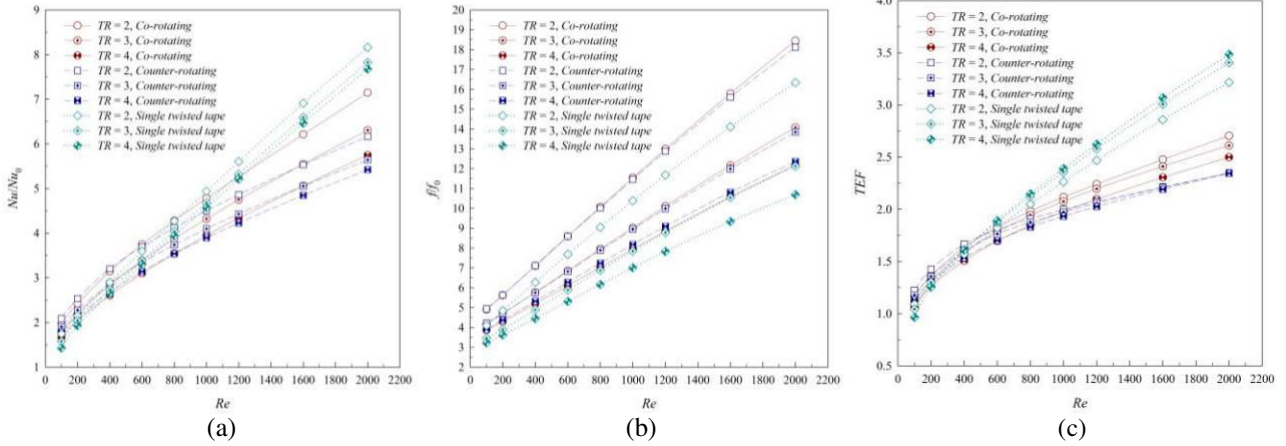 9
8
7
6
5
4
3
2
1
Nu/Nu0
TR = 2, Co-rotating
TR = 3, Co-rotating
TR = 4, Co-rotating
TR = 2, Counter-rotating
TR = 3, Counter-rotating
TR = 4, Counter-rotating
TR = 2, Single twisted tape
TR = 3, Single twisted tape
TR = 4, Single twisted tape
0 200 400 600 800 1000 1200 1400 1600 1800 2000 2200
Re
(a)
20
19
18
17
16
15
14
13
12
11
10
9
8
7
6
5
4
3
2
f/f0
TR = 2, Co-rotating
TR = 3, Co-rotating
TR = 4, Co-rotating
TR = 2, Counter-rotating
TR = 3, Counter-rotating
TR = 4, Counter-rotating
TR = 2, Single twisted tape
TR = 3, Single twisted tape
TR = 4, Single twisted tape
0 200 400 600 800 1000 1200 1400 1600 1800 2000 2200
Re
(b)
4.0
3.5
3.0
2.5
2.0
1.5
1.0
0.5
TEF
TR = 2, Co-rotating
TR = 3, Co-rotating
TR = 4, Co-rotating
TR = 2, Counter-rotating
TR = 3, Counter-rotating
TR = 4, Counter-rotating
TR = 2, Single twisted tape
TR = 3, Single twisted tape
TR = 4, Single twisted tape
0 200 400 600 800 1000 1200 1400 1600 1800 2000 2200
Re
(c)